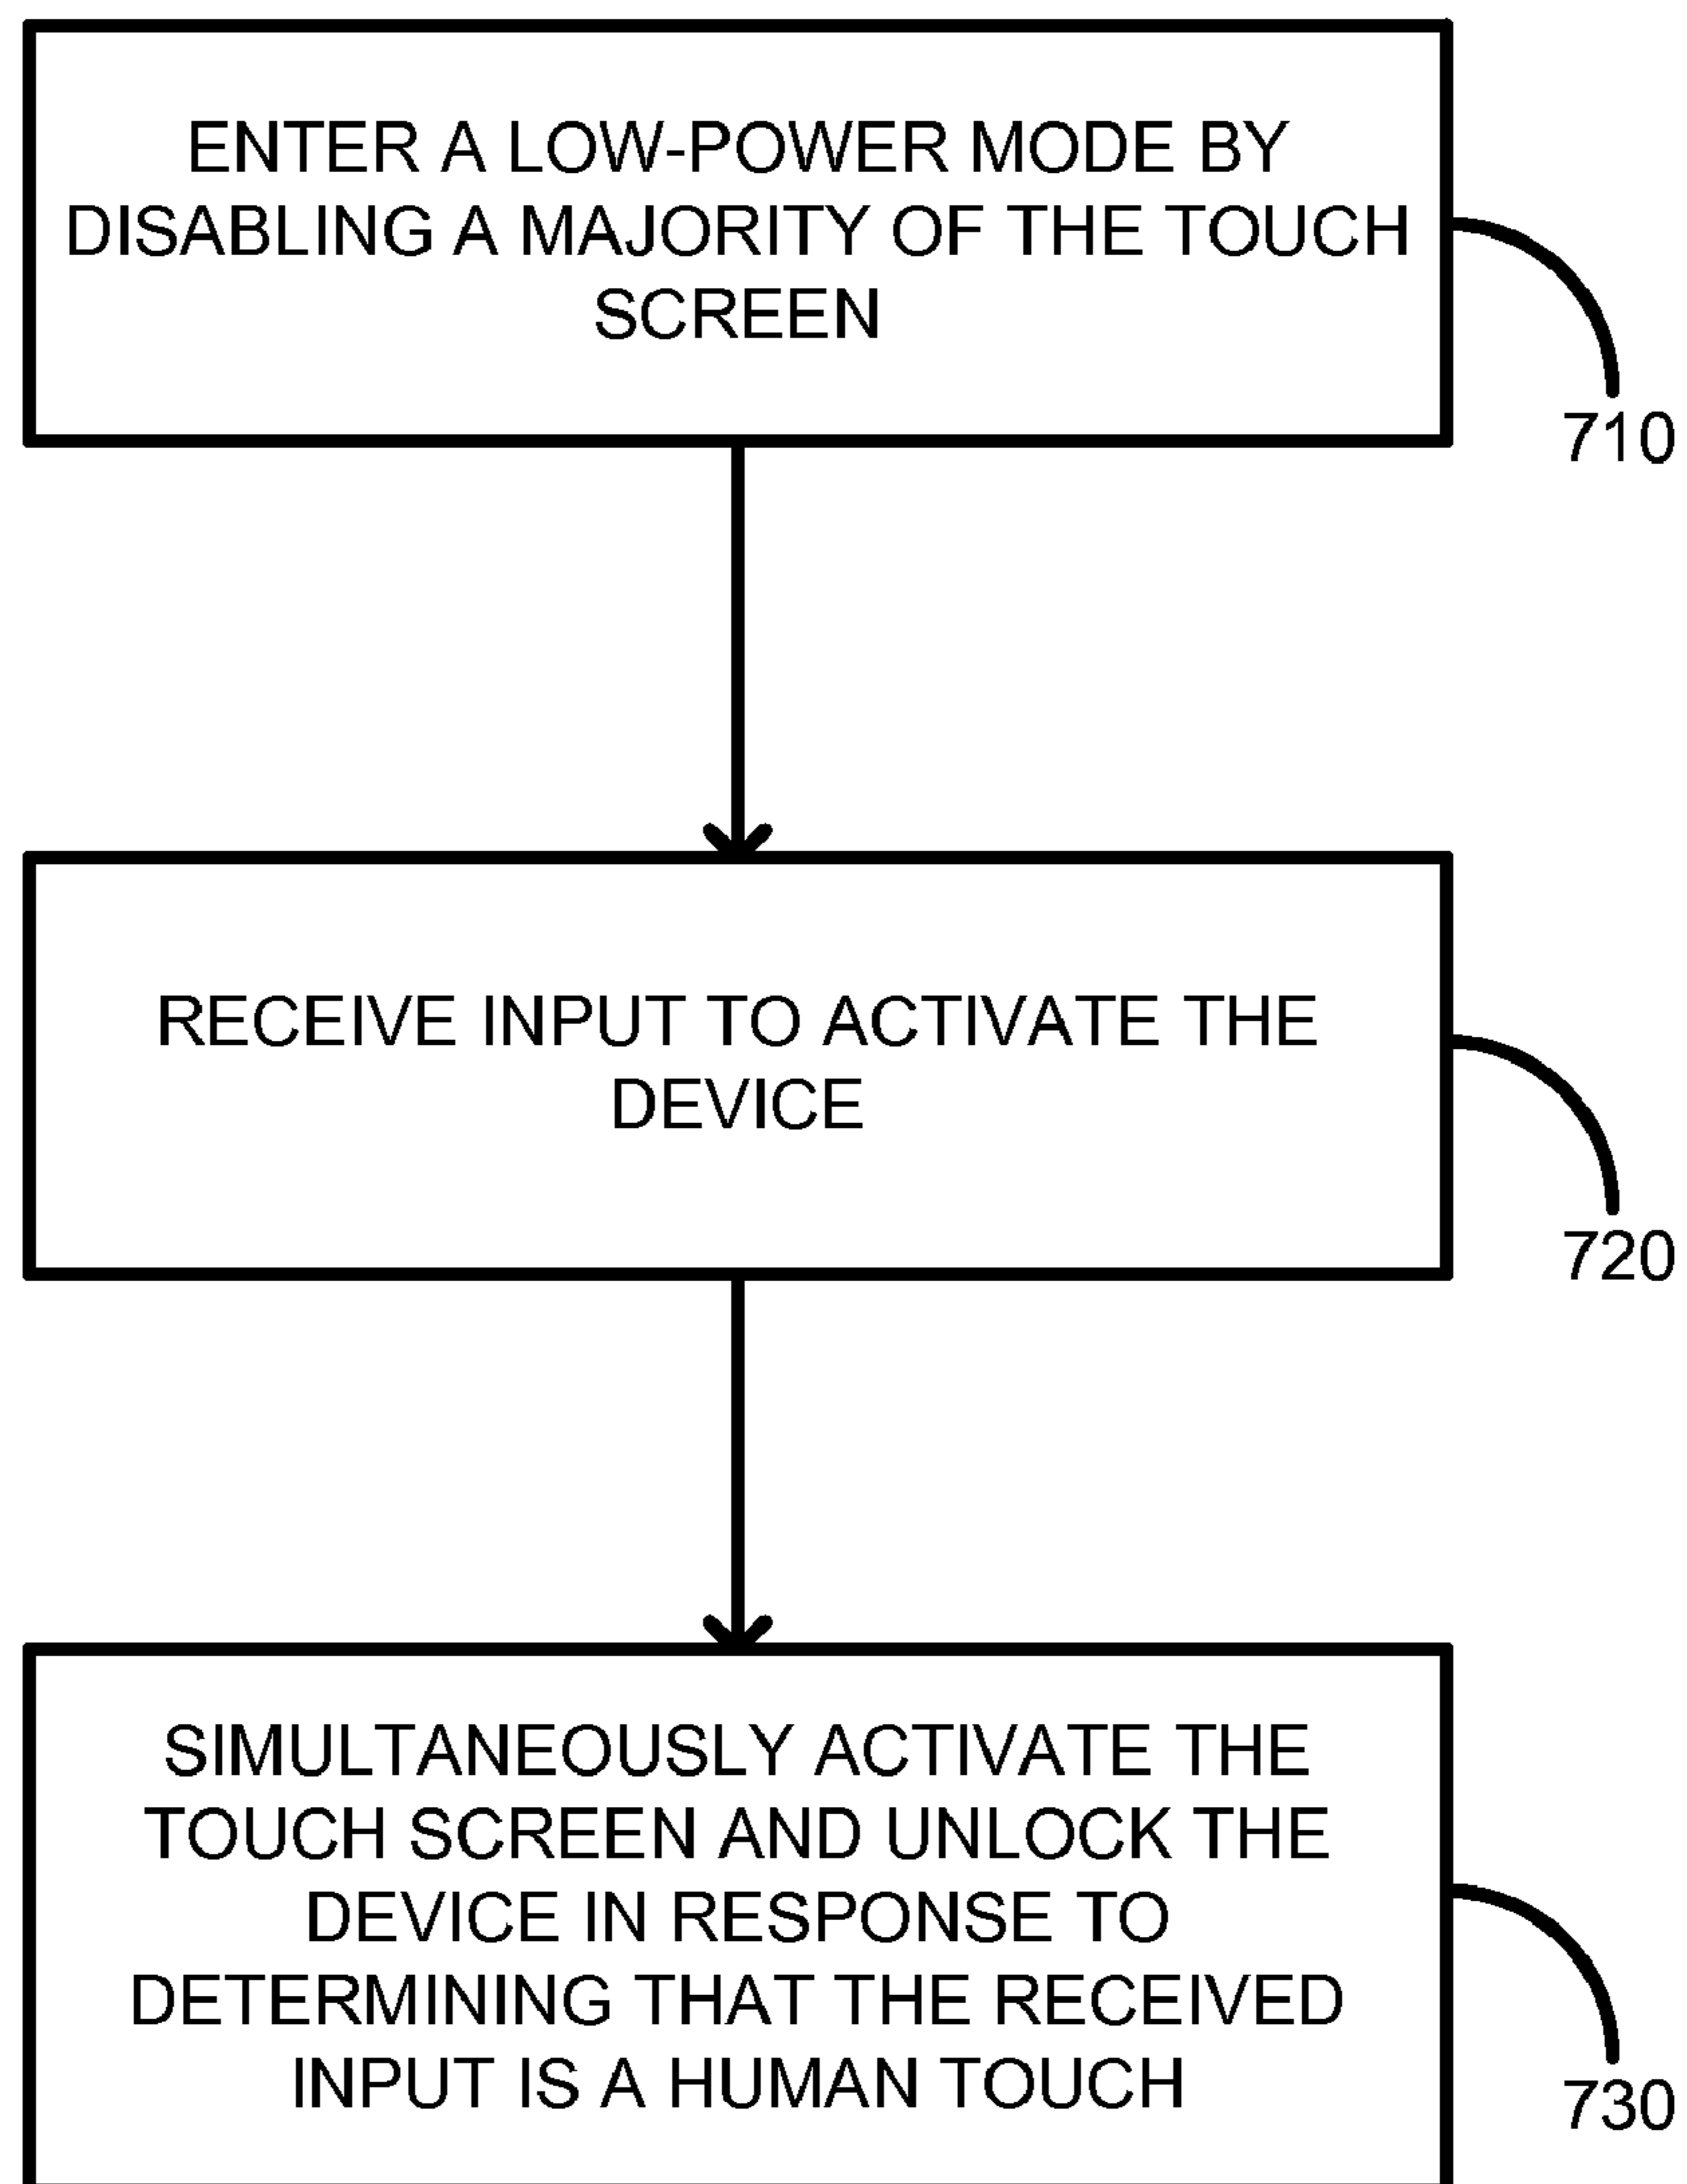 ENTER A LOW-POWER MODE BY
DISABLING A MAJORITY OF THE TOUCH
SCREEN
710
RECEIVE INPUT TO ACTIVATE THE
DEVICE
720
SIMULTANEOUSLY ACTIVATE THE
TOUCH SCREEN AND UNLOCK THE
DEVICE IN RESPONSE TO
DETERMINING THAT THE RECEIVED
INPUT IS A HUMAN TOUCH
730